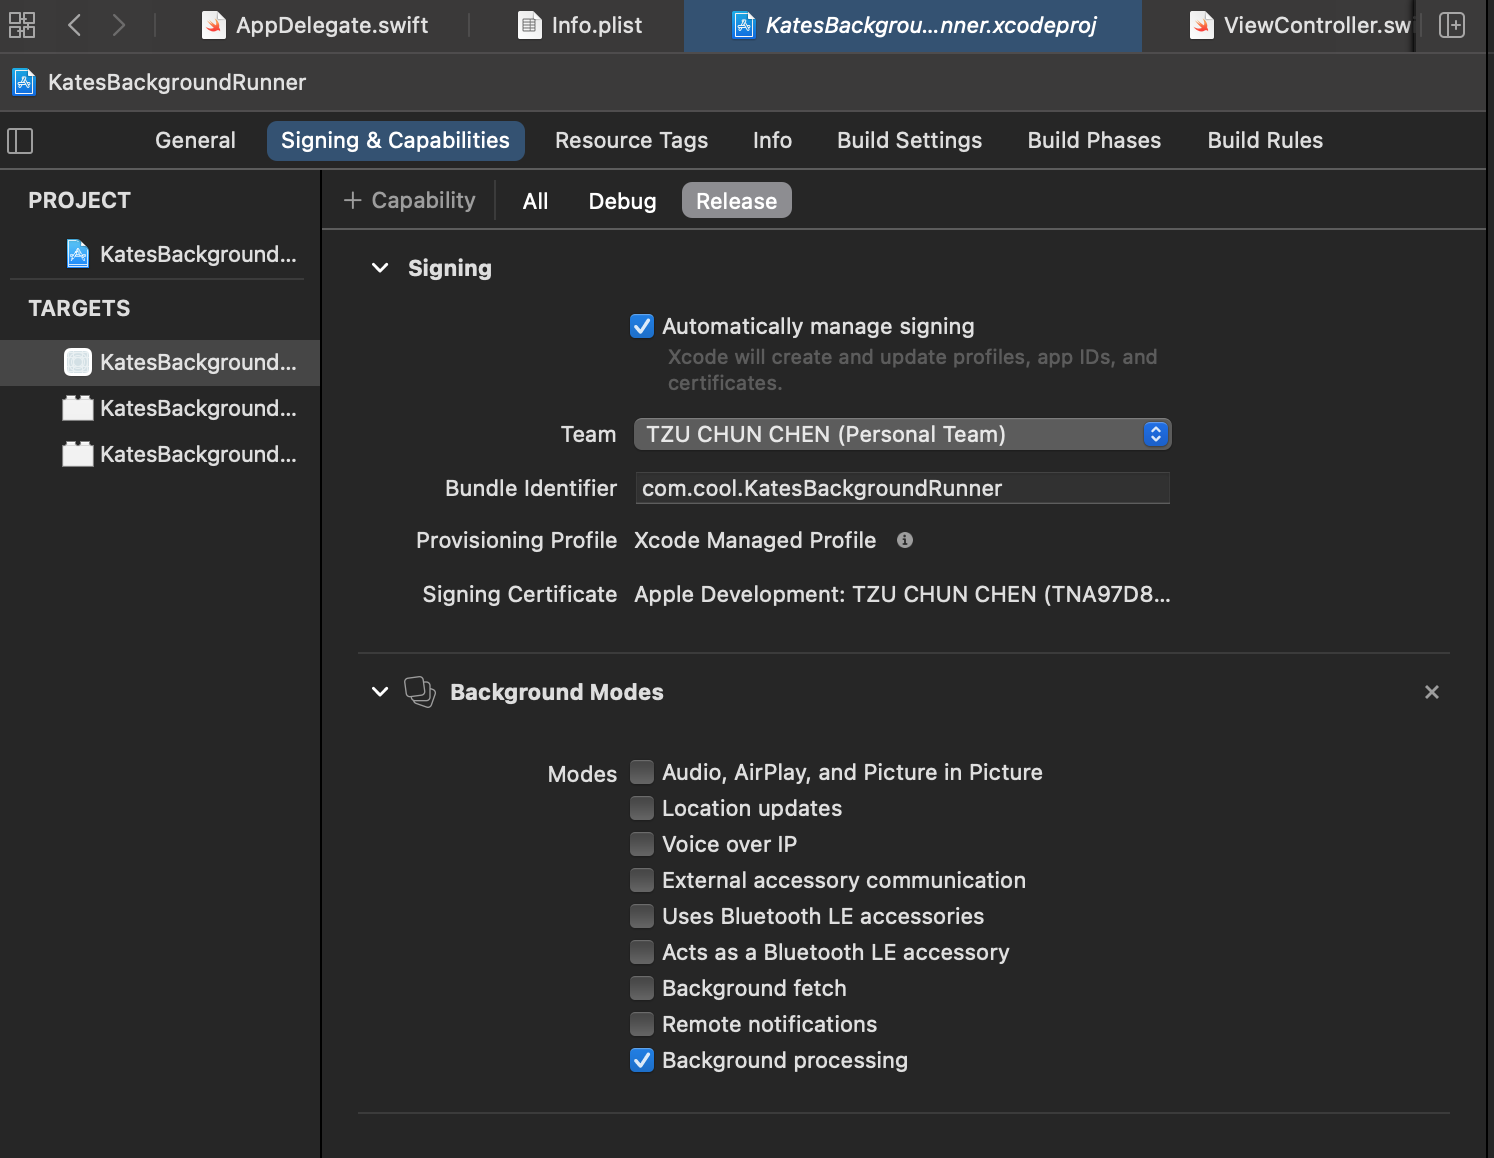 AppDelegate.swift
Info.plist
KatesBackgrou...nner.xcodeproj
ViewController.sw
KatesBackgroundRunner
General
Signing & Capabilities
Resource Tags
Info
Build Settings
Build Phases
Build Rules
PROJECT
KatesBackground...
TARGETS
KatesBackground...
KatesBackground...
KatesBackground...
+ Capability
All
Debug
Release
Signing
Automatically manage signing
Xcode will create and update profiles, app IDs, and
certificates.
Team
TZU CHUN CHEN (Personal Team)
Bundle Identifier
com.cool.KatesBackgroundRunner
Provisioning Profile
Xcode Managed Profile
Signing Certificate
Apple Development: TZU CHUN CHEN (TNA97D8...
Background Modes
Modes
Audio, AirPlay, and Picture in Picture
Location updates
Voice over IP
External accessory communication
Uses Bluetooth LE accessories
Acts as a Bluetooth LE accessory
Background fetch
Remote notifications
Background processing